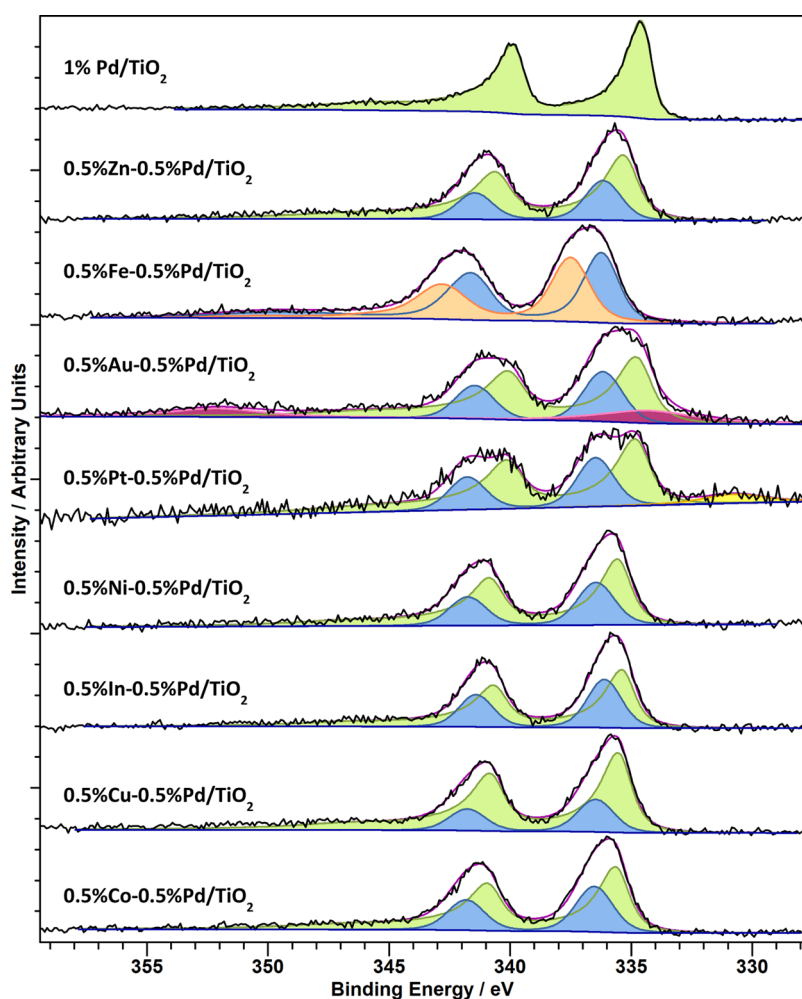 1% Pd/TiO₂
0.5%Zn-0.5%Pd/TiO₂
0.5%Fe-0.5%Pd/TiO₂
0.5%Au-0.5%Pd/TiO₂
0.5%Pt-0.5%Pd/TiO₂
0.5%Ni-0.5%Pd/TiO₂
0.5%In-0.5%Pd/TiO₂
0.5%Cu-0.5%Pd/TiO₂
0.5%Co-0.5%Pd/TiO₂
Intensity / Arbitrary Units
355 350 345 340 335 330
Binding Energy / eV